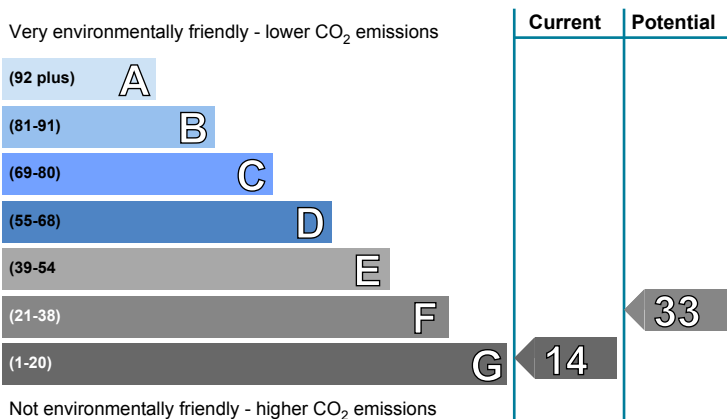 Current Potential
Very environmentally friendly - lower CO2 emissions
(92 plus) A
(81-91) B
(69-80) C
(55-68) D
(39-54 E
(21-38) F 33
(1-20) G 14
Not environmentally friendly - higher CO2 emissions